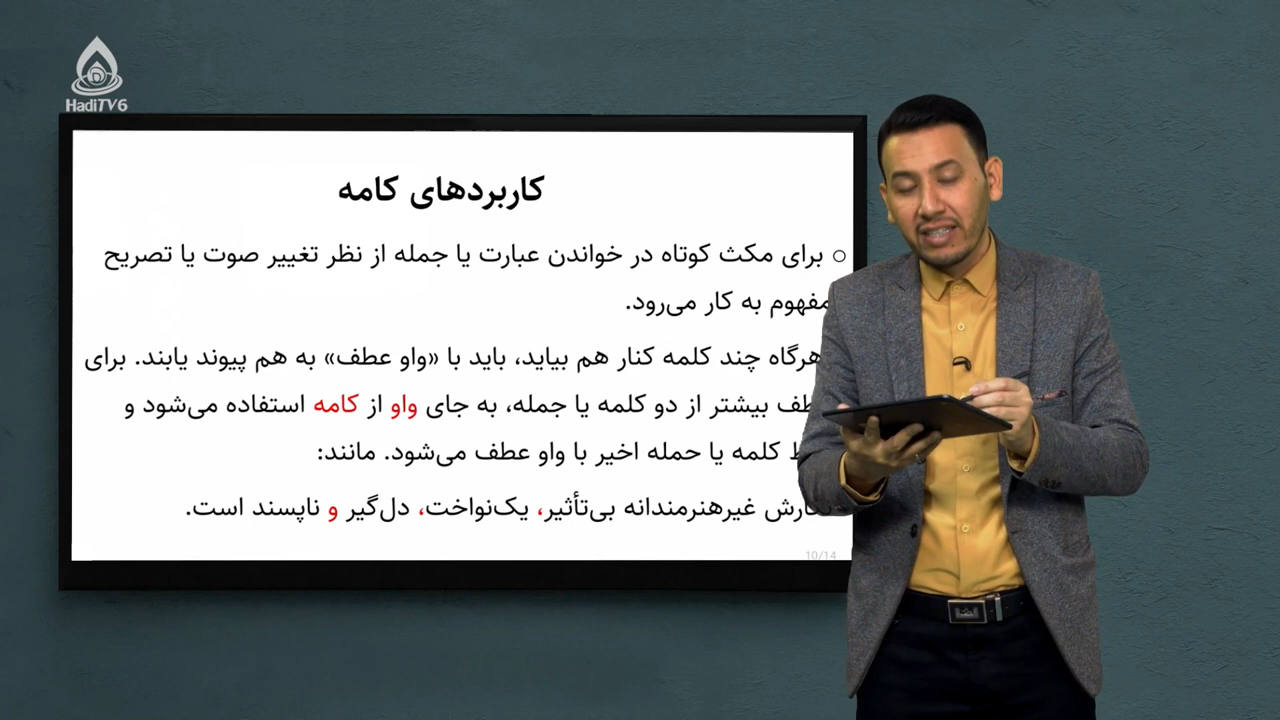 HadiTV6
کاربردهای کامه
برای مکث کوتاه در خواندن عبارت یا جمله از نظر تغییر صوت یا تصریح
مفهوم به کار می‌رود.
هرگاه چند کلمه کنار هم بیاید، باید با «واو عطف» به هم پیوند یابند. برای
بیشتر از دو کلمه یا جمله، به جای واو از کامه استفاده می‌شود و
کلمه یا حمله اخیر با واو عطف می‌شود. مانند:
غیرهنرمندانه بی‌تأثیر، یک‌نواخت، دل‌گیر و ناپسند است.
10/14